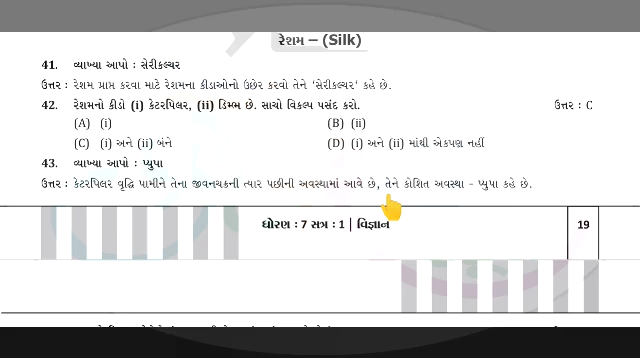 રેશમ – (Silk)
41. વ્યાખ્યા આપો : સેરીકલ્ચર
ઉત્તર : રેશમ પ્રાપ્ત કરવા માટે રેશમના કીડાઓનો ઉછેર કરવો તેને ‘સેરીકલ્ચર’ કહે છે.
42. રેશમનો કીડો (i) કેટરપિલર, (ii) ડિમ્ભ છે. સાચો વિકલ્પ પસંદ કરો. ઉત્તર : C
(A) (i) (B) (ii)
(C) (i) અને (ii) બંને (D) (i) અને (ii) માંથી એકપણ નહીં
43. વ્યાખ્યા આપો : પ્યુપા
ઉત્તર : કેટરપિલર વૃદ્ધિ પામીને તેના જીવનચક્રની ત્યાર પછીની અવસ્થામાં આવે છે, તેને કોશિત અવસ્થા - પ્યુપા કહે છે.
ધોરણ : 7 સત્ર : 1 | વિજ્ઞાન 19